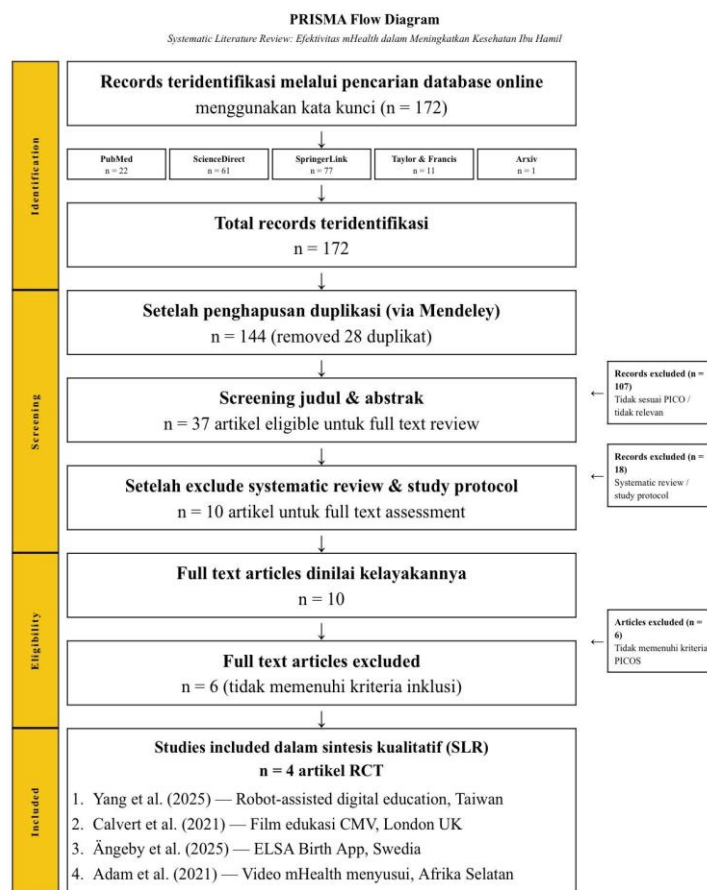 PRISMA Flow Diagram
Systematic Literature Review: Efektivitas mHealth dalam Meningkatkan Kesehatan Ibu Hamil
Identification
Records teridentifikasi melalui pencarian database online
menggunakan kata kunci (n = 172)
↓
PubMed
n = 22
ScienceDirect
n = 61
SpringerLink
n = 77
Taylor & Francis
n = 11
Arxiv
n = 1
↓
Total records teridentifikasi
n = 172
↓
Screening
Setelah penghapusan duplikasi (via Mendeley)
n = 144 (removed 28 duplikat)
↓
Screening judul & abstrak
n = 37 artikel eligible untuk full text review
←
Records excluded (n =
107)
Tidak sesuai PICO /
tidak relevan
↓
Setelah exclude systematic review & study protocol
n = 10 artikel untuk full text assessment
←
Records excluded (n =
18)
Systematic review /
study protocol
↓
Eligibility
Full text articles dinilai kelayakannya
n = 10
↓
Full text articles excluded
n = 6 (tidak memenuhi kriteria inklusi)
←
Articles excluded (n =
6)
Tidak memenuhi kriteria
PICOS
↓
Included
Studies included dalam sintesis kualitatif (SLR)
n = 4 artikel RCT
1. Yang et al. (2025) — Robot-assisted digital education, Taiwan
2. Calvert et al. (2021) — Film edukasi CMV, London UK
3. Ängeby et al. (2025) — ELSA Birth App, Swedia
4. Adam et al. (2021) — Video mHealth menyusui, Afrika Selatan